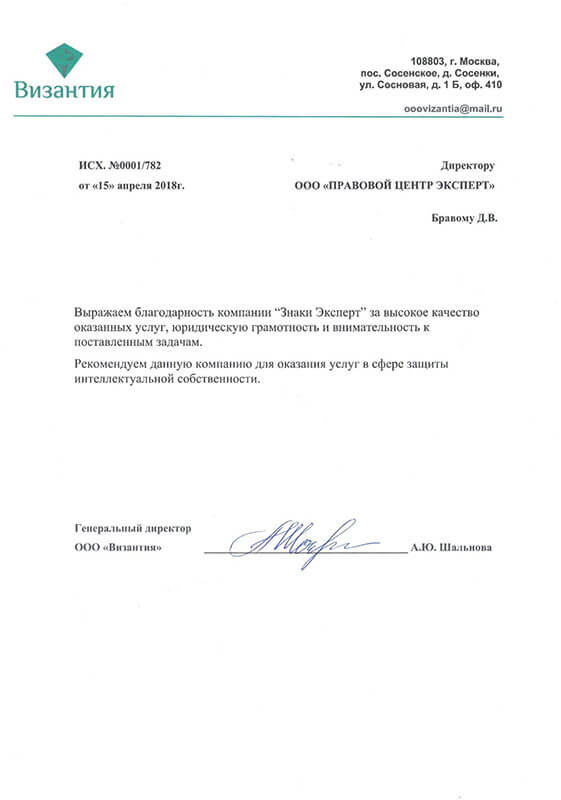 Византия
108803, г. Москва,
пос. Сосенское, д. Сосенки,
ул. Сосновая, д. 1 Б, оф. 410
ooovizantia@mail.ru
ИСХ. №0001/782
Директору
от «15» апреля 2018г.
ООО «ПРАВОВОЙ ЦЕНТР ЭКСПЕРТ»
Бравому Д.В.
Выражаем благодарность компании “Знаки Эксперт” за высокое качество
оказанных услуг, юридическую грамотность и внимательность к
поставленным задачам.
Рекомендуем данную компанию для оказания услуг в сфере защиты
интеллектуальной собственности.
Генеральный директор
ООО «Византия»
А.Ю. Шальнова